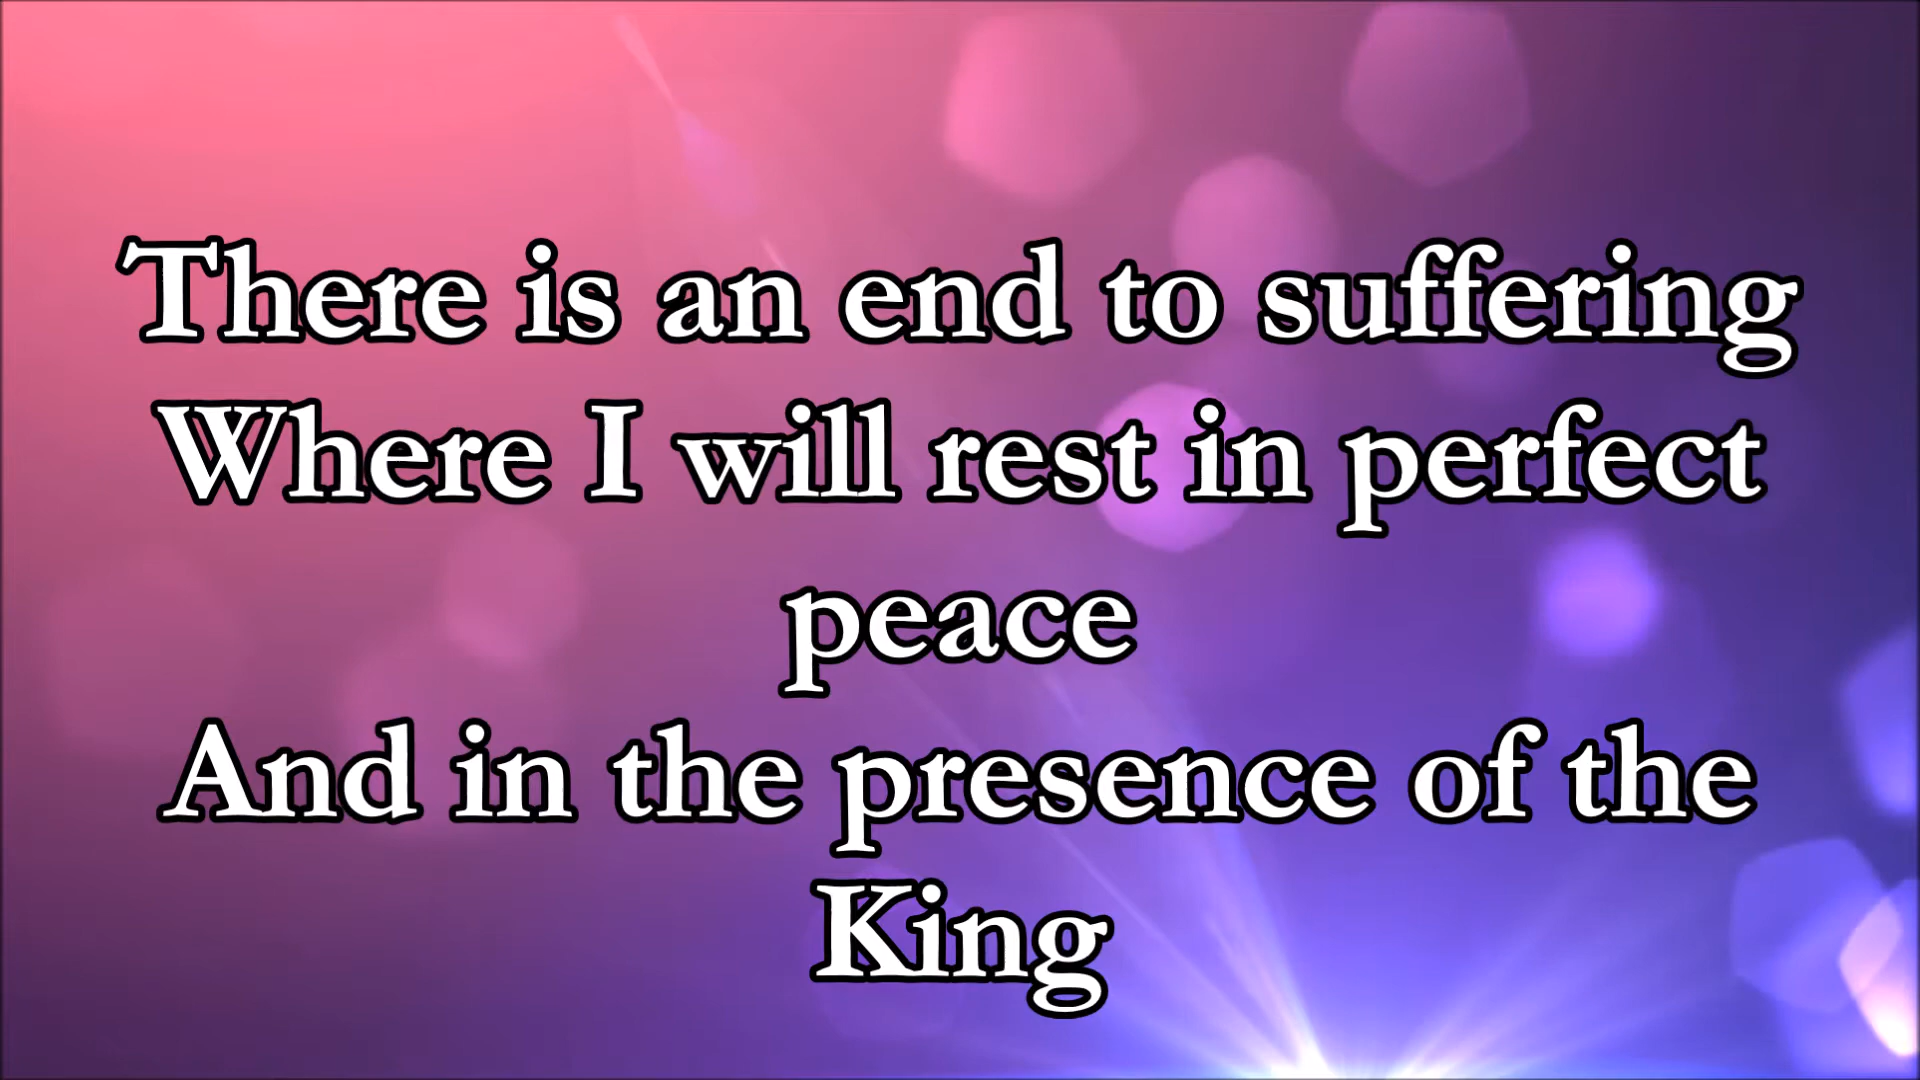 There is an end to suffering
Where I will rest in perfect
peace
And in the presence of the
King